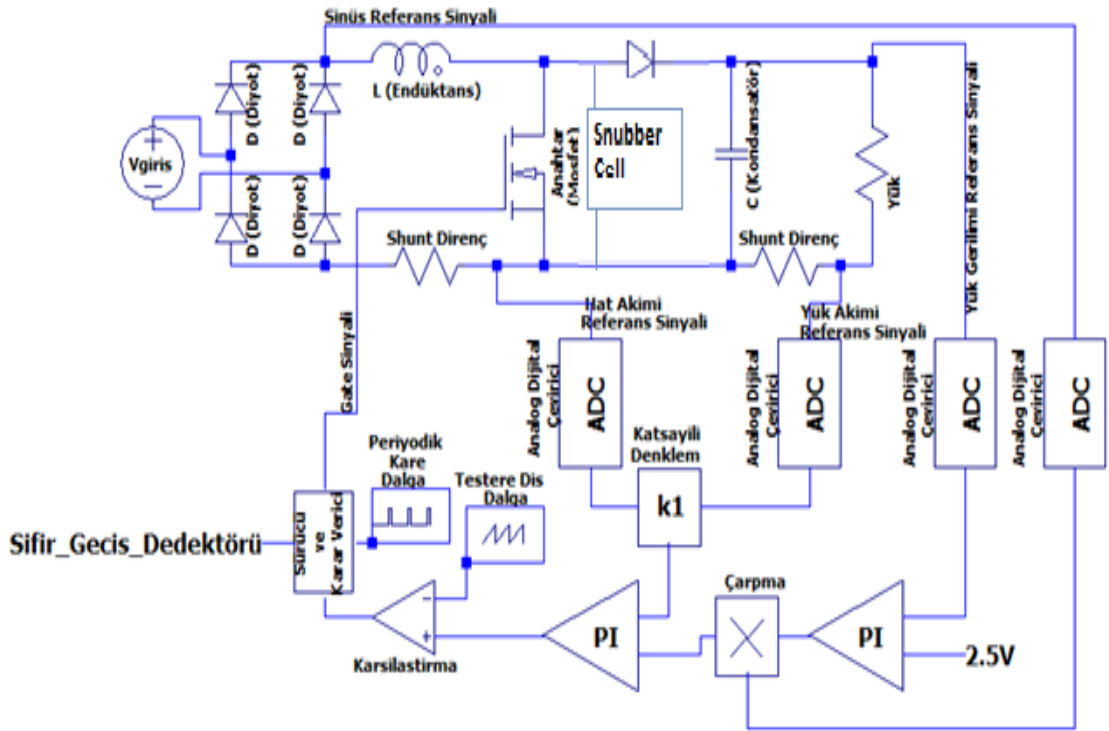 Sinüs Referans Sinyali
D (Diyot)
D (Diyot)
L (Endüktans)
Vgiris
Anahtar
(Mosfet)
Snubber
Cell
C (Kondansatör)
Yük
Yük Gerilimi Referans Sinyali
D (Diyot)
D (Diyot)
Shunt Direnç
Shunt Direnç
Gate Sinyali
Hat Akimi
Referans Sinyali
Yük Akimi
Referans Sinyali
Analog Dijital
Çevirici
ADC
Analog Dijital
Çevirici
ADC
Analog Dijital
Çevirici
ADC
Analog Dijital
Çevirici
ADC
Katsayili
Denklem
k1
Periyodik
Kare
Dalga
Testere Dis
Dalga
Sifir_Gecis_Dedektörü
Sürücü
ve
Karar Verici
Karsilastirma
PI
Çarpma
PI
2.5V